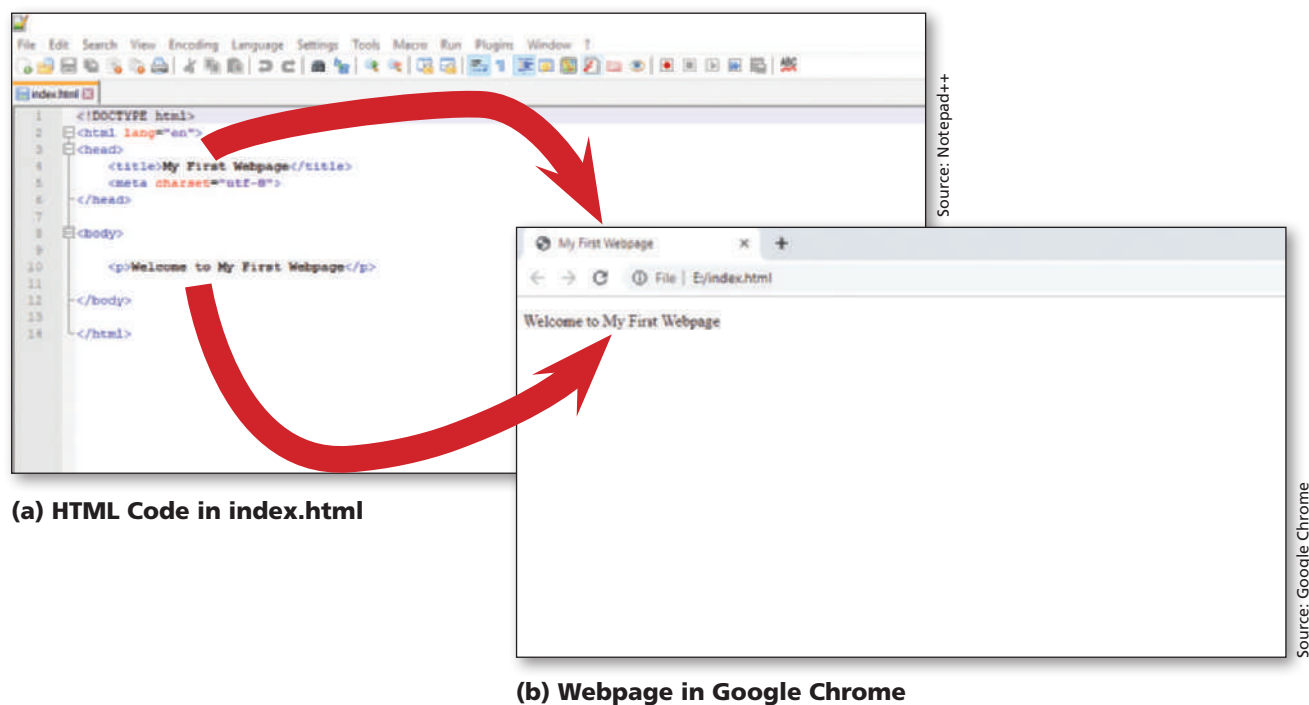 File Edit Search View Encoding Language Settings Tools Macro Run Plugins Window ?
index.html
1 <!DOCTYPE html>
2 <html lang="en">
3 <head>
4 <title>My First Webpage</title>
5 <meta charset="utf-8">
6 </head>
7
8 <body>
9
10 <p>Welcome to My First Webpage</p>
11
12 </body>
13
14 </html>
Source: Notepad++
(a) HTML Code in index.html
My First Webpage
File | E:/index.html
Welcome to My First Webpage
Source: Google Chrome
(b) Webpage in Google Chrome